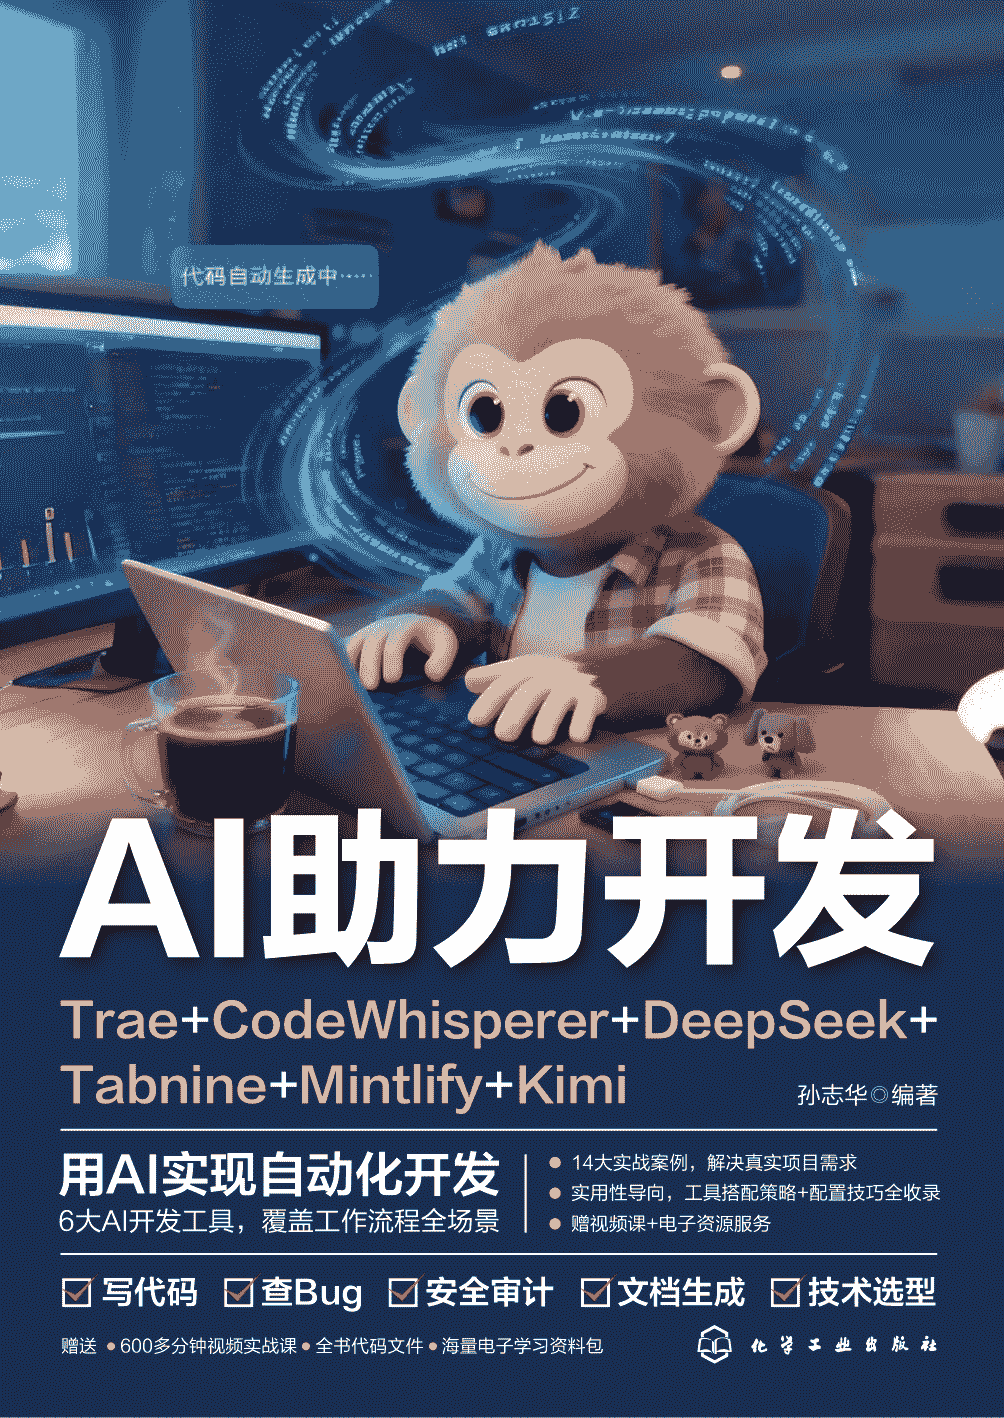 代码自动生成中……
AI助力开发
Trae+CodeWhisperer+DeepSeek+
Tabnine+Mintlify+Kimi
孙志华◎编著
用AI实现自动化开发
6大AI开发工具，覆盖工作流程全场景
●14大实战案例，解决真实项目需求
●实用性导向，工具搭配策略+配置技巧全收录
●赠视频课+电子资源服务
☑写代码 ☑查Bug ☑安全审计 ☑文档生成 ☑技术选型
赠送 ●600多分钟视频实战课●全书代码文件●海量电子学习资料包
化学工业出版社